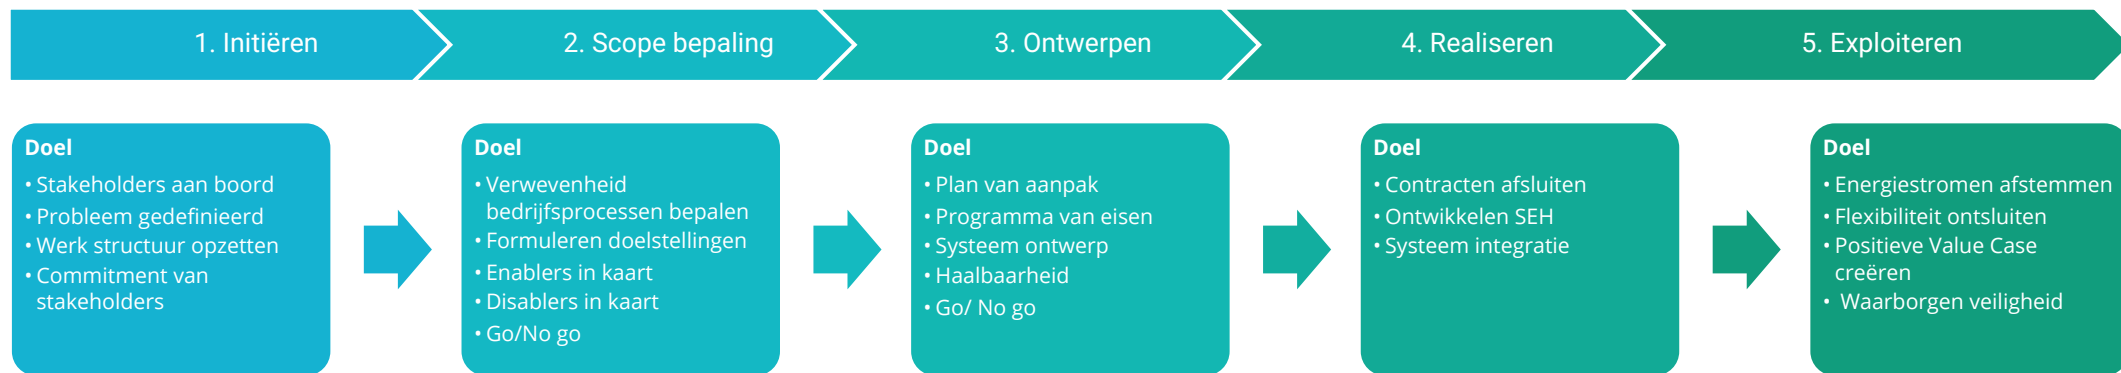 1. Initiëren
2. Scope bepaling
3. Ontwerpen
4. Realiseren
5. Exploiteren
Doel
• Stakeholders aan boord
• Probleem gedefinieerd
• Werk structuur opzetten
• Commitment van
stakeholders
Doel
• Verwevenheid
bedrijfsprocessen bepalen
• Formuleren doelstellingen
• Enablers in kaart
• Disablers in kaart
• Go/No go
Doel
• Plan van aanpak
• Programma van eisen
• Systeem ontwerp
• Haalbaarheid
• Go/ No go
Doel
• Contracten afsluiten
• Ontwikkelen SEH
• Systeem integratie
Doel
• Energiestromen afstemmen
• Flexibiliteit ontsluiten
• Positieve Value Case
creëren
• Waarborgen veiligheid